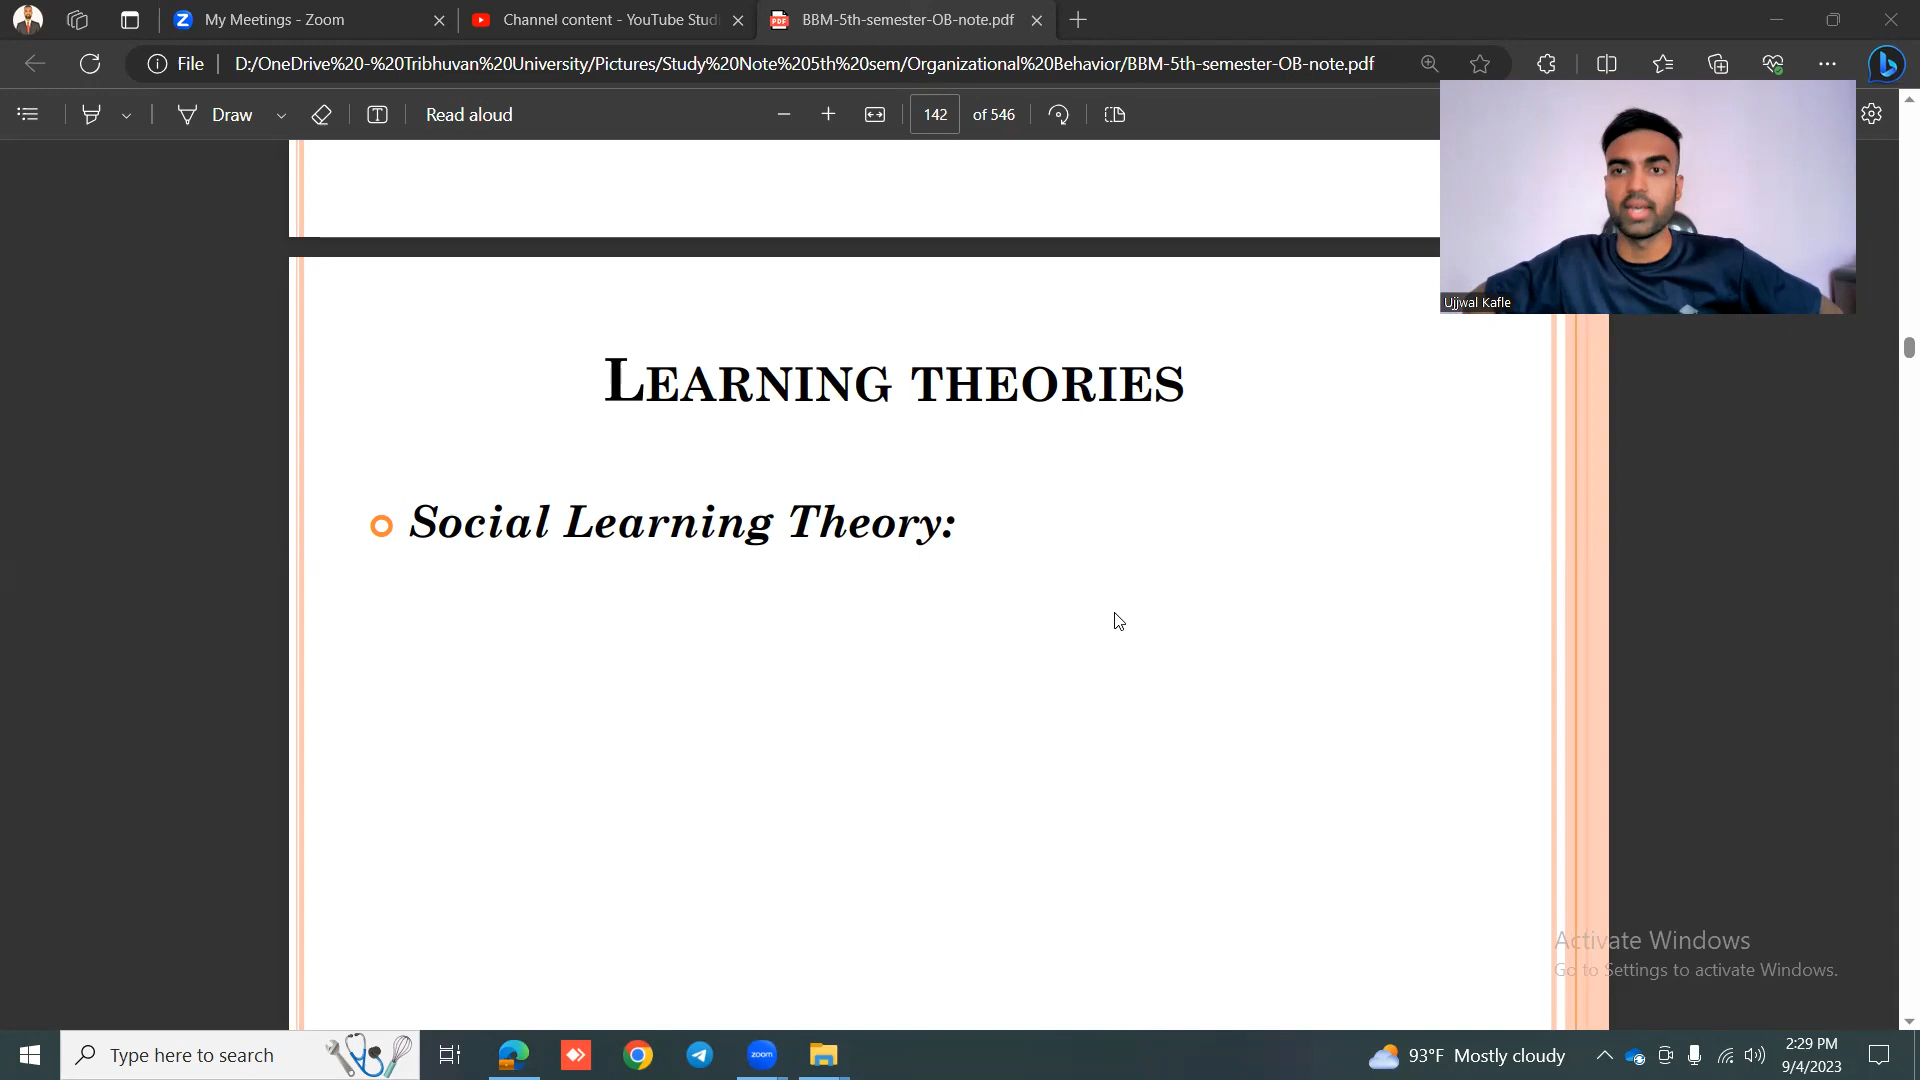 My Meetings - Zoom
Channel content - YouTube Studi
BBM-5th-semester-OB-note.pdf
File
D:/OneDrive%20-%20Tribhuvan%20University/Pictures/Study%20Note%205th%20sem/Organizational%20Behavior/BBM-5th-semester-OB-note.pdf
Draw
Read aloud
142
of 546
Ujjwal Kafle
LEARNING THEORIES
Social Learning Theory:
Activate Windows
Go to Settings to activate Windows.
Type here to search
zoom
93°F Mostly cloudy
2:29 PM
9/4/2023